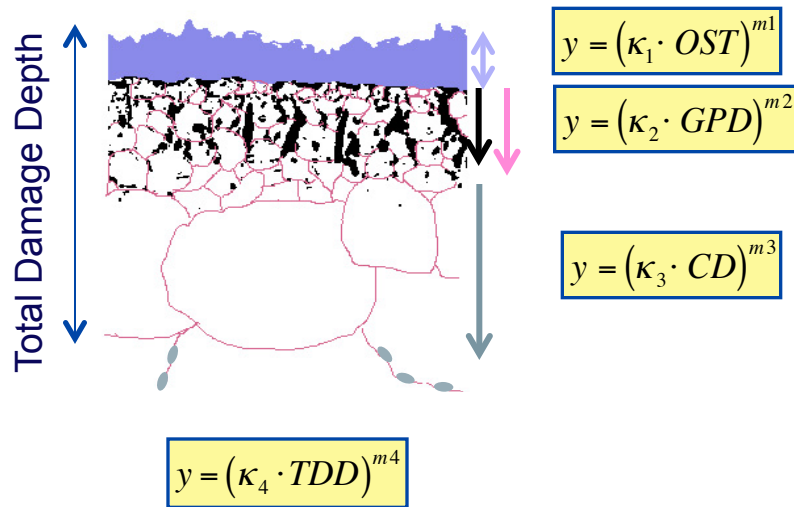 Total Damage Depth
y = (κ₁ · OST)^{m1}
y = (κ₂ · GPD)^{m2}
y = (κ₃ · CD)^{m3}
y = (κ₄ · TDD)^{m4}